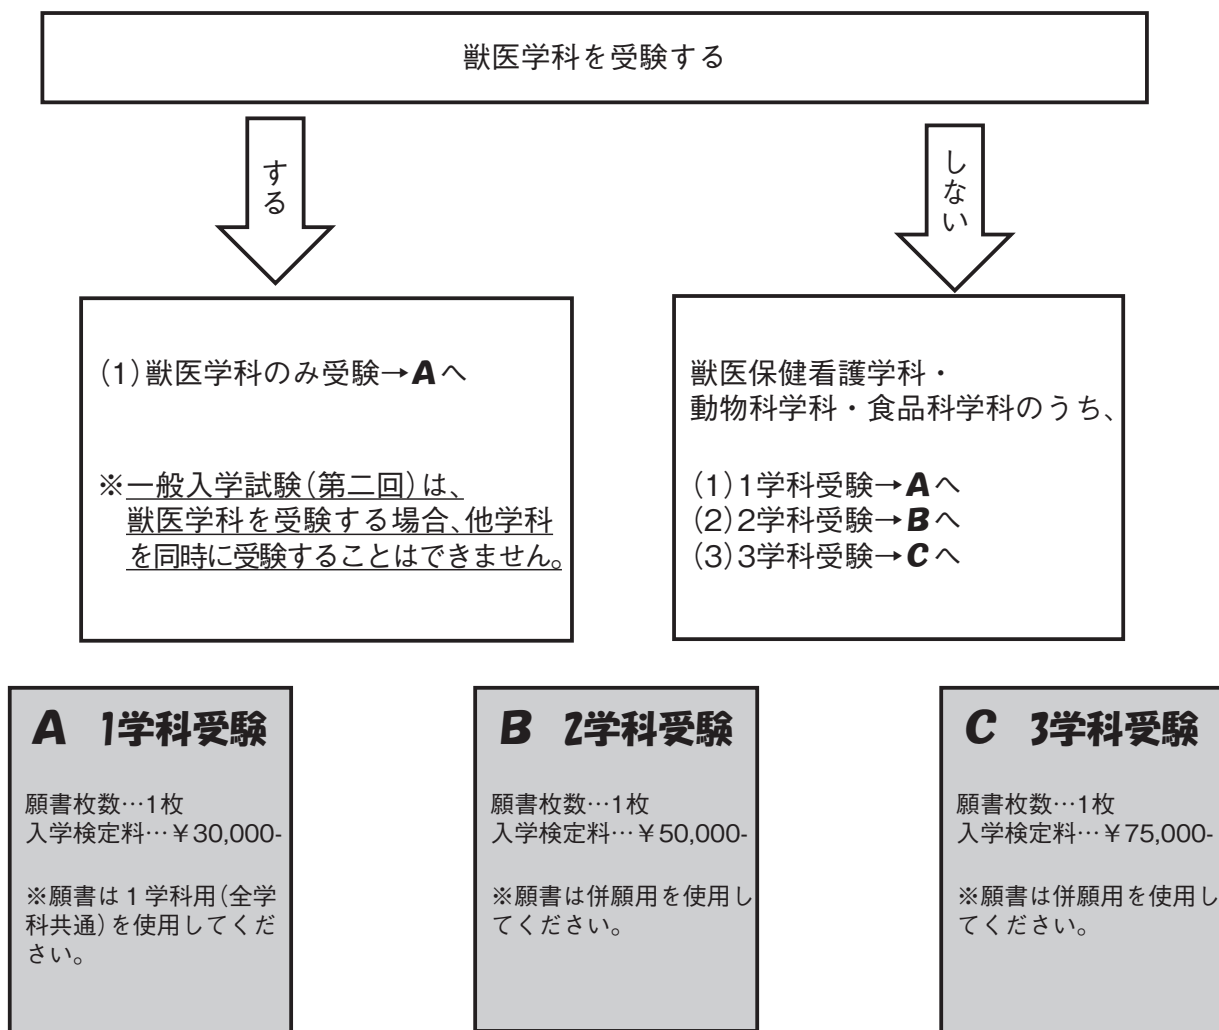 獣医学科を受験する
する
しない
(1)獣医学科のみ受験→Aへ
※一般入学試験(第二回)は、
獣医学科を受験する場合、他学科
を同時に受験することはできません。
獣医保健看護学科・
動物科学科・食品科学科のうち、
(1)1学科受験→Aへ
(2)2学科受験→Bへ
(3)3学科受験→Cへ
A 1学科受験
願書枚数…1枚
入学検定料…￥30,000-
※願書は1学科用(全学
科共通)を使用してくだ
さい。
B 2学科受験
願書枚数…1枚
入学検定料…￥50,000-
※願書は併願用を使用し
てください。
C 3学科受験
願書枚数…1枚
入学検定料…￥75,000-
※願書は併願用を使用し
てください。